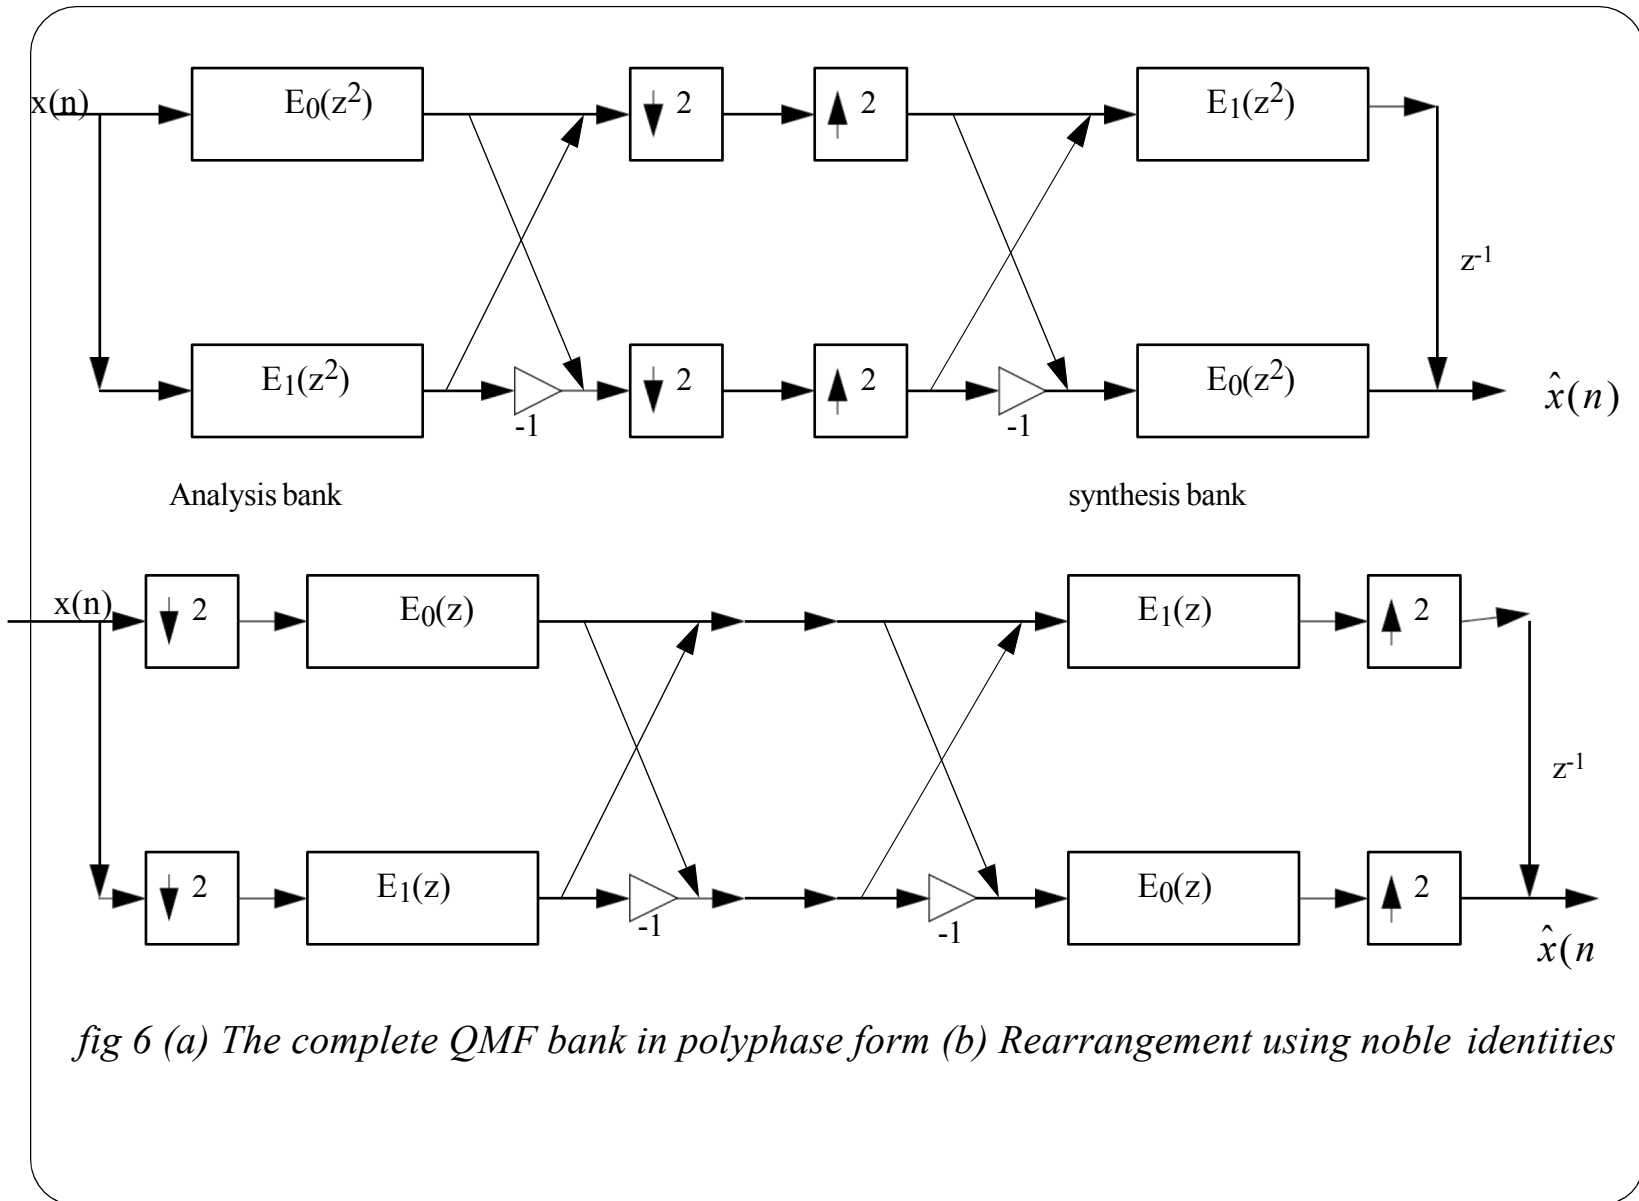 x(n)
E0(z2)
2
2
E1(z2)
z-1
E1(z2)
-1
2
2
-1
E0(z2)
x̂(n)
Analysis bank
synthesis bank
x(n)
2
E0(z)
E1(z)
2
z-1
2
E1(z)
-1
-1
E0(z)
2
x̂(n
fig 6 (a) The complete QMF bank in polyphase form (b) Rearrangement using noble identities